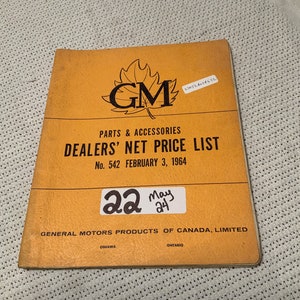 GM
PARTS & ACCESSORIES
DEALERS' NET PRICE LIST
No. 542 FEBRUARY 3, 1964
22 May 24
GENERAL MOTORS PRODUCTS OF CANADA, LIMITED
OSHAWA ONTARIO